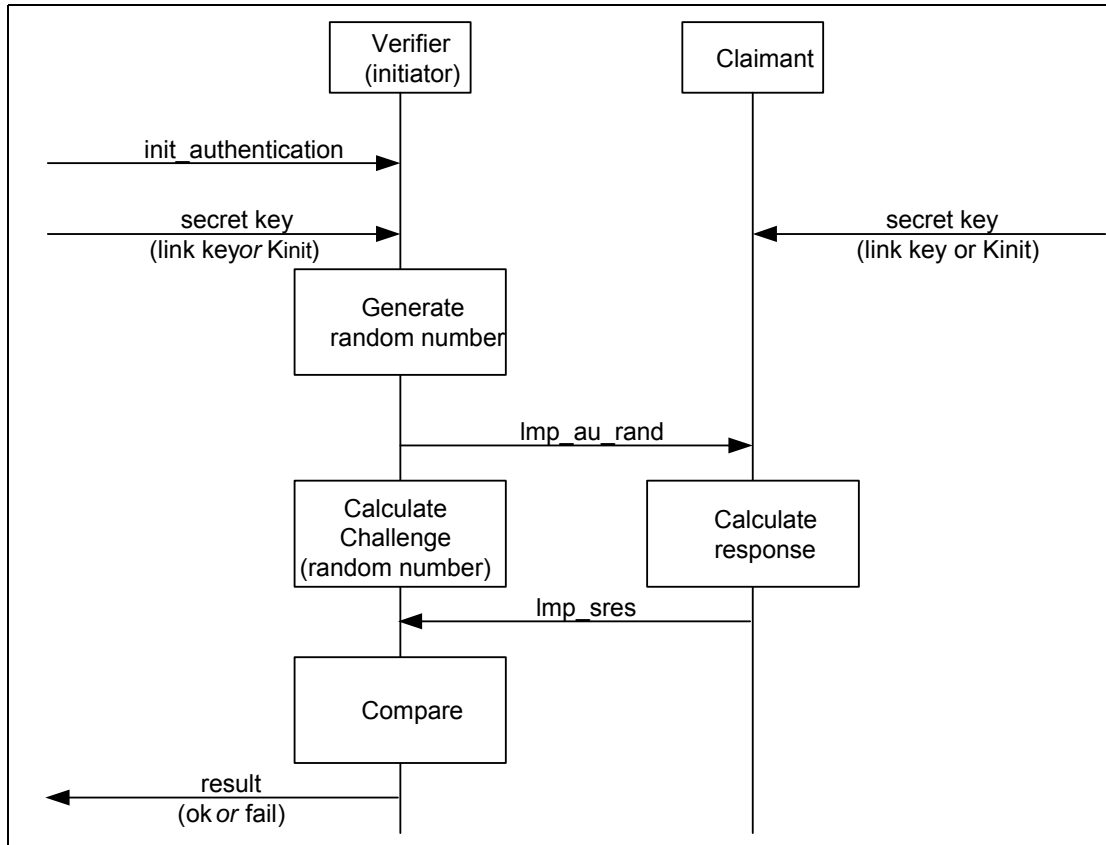 Verifier
(initiator)
Claimant
init_authentication
secret key
(link keyor Kinit)
secret key
(link key or Kinit)
Generate
random number
lmp_au_rand
Calculate
Challenge
(random number)
Calculate
response
lmp_sres
Compare
result
(ok or fail)